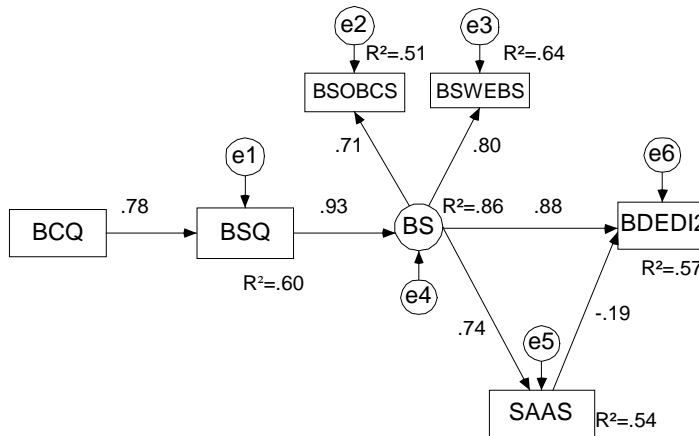 e2
R²=.51
e3
R²=.64
BSOBCS
BSWEBS
.71
.80
e1
e6
BCQ
.78
BSQ
.93
BS
R²=.86
.88
BDEDI2
R²=.60
e4
R²=.57
.74
-.19
e5
SAAS
R²=.54